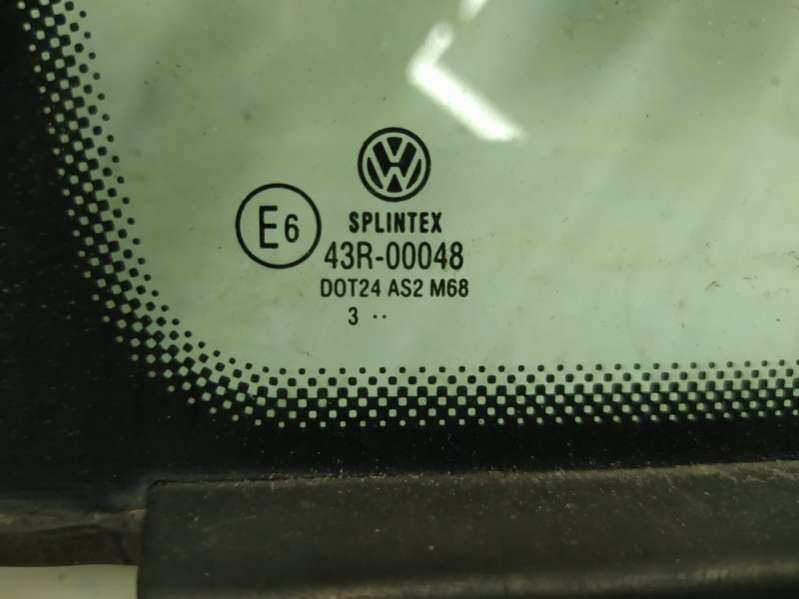 E6
SPLINTEX
43R-00048
DOT24 AS2 M68
3 ··